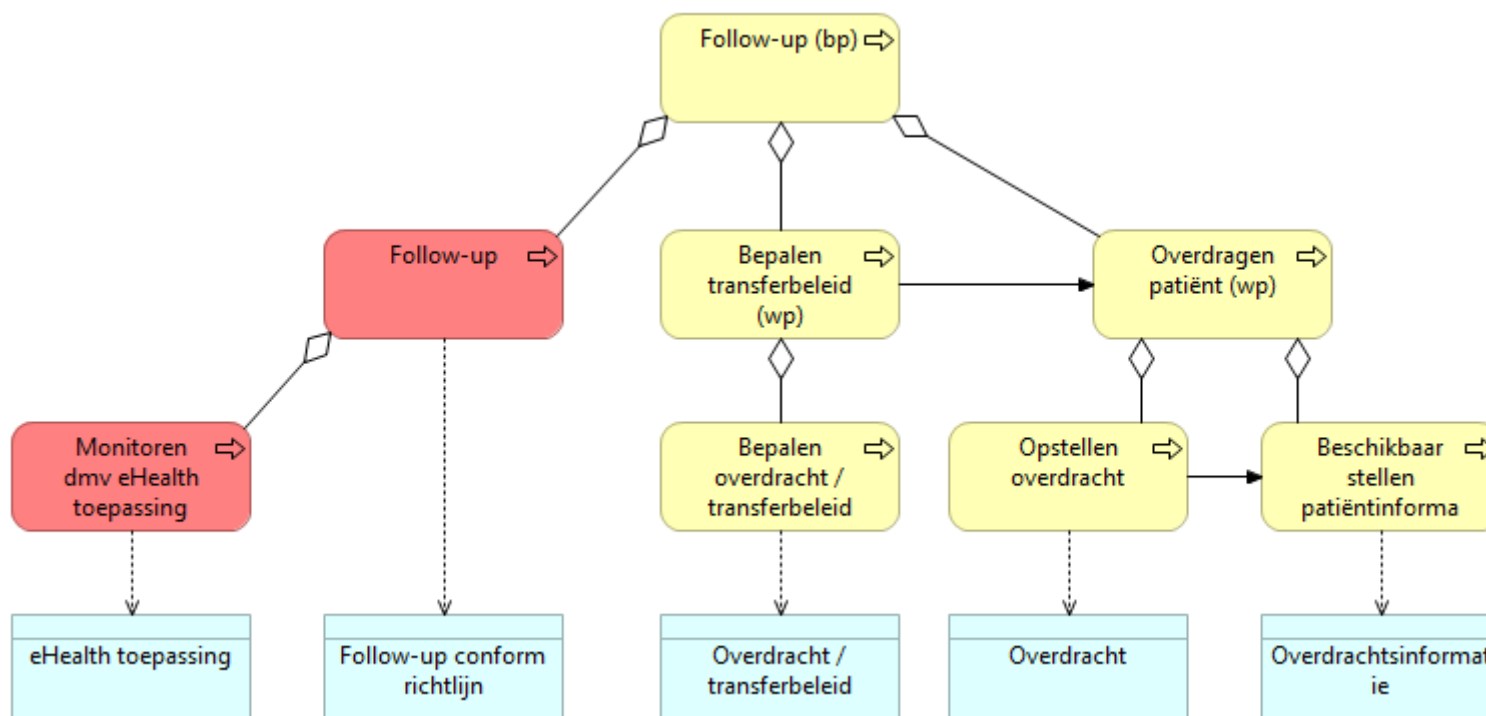 Follow-up (bp)
Follow-up
Bepalen
transferbeleid
(wp)
Overdragen
patiënt (wp)
Monitoren
dmv eHealth
toepassing
Bepalen
overdracht /
transferbeleid
Opstellen
overdracht
Beschikbaar
stellen
patiëntinforma
eHealth toepassing
Follow-up conform
richtlijn
Overdracht /
transferbeleid
Overdracht
Overdrachtsinformat
ie